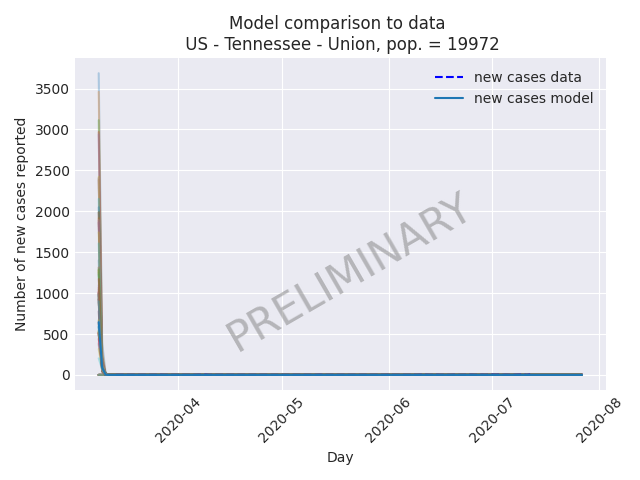 Model comparison to data
US - Tennessee - Union, pop. = 19972
new cases data
new cases model
Number of new cases reported
3500
3000
2500
2000
1500
1000
500
0
PRELIMINARY
2020-04
2020-05
2020-06
2020-07
2020-08
Day